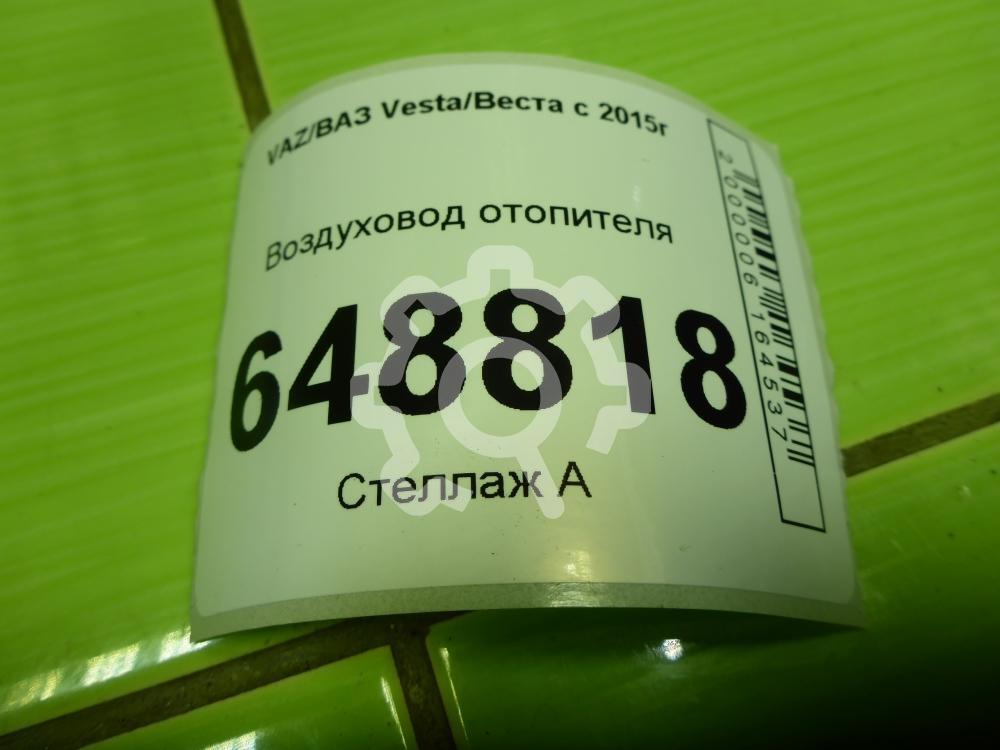 VAZ/ВАЗ Vesta/Веста с 2015г
Воздуховод отопителя
648818
Стеллаж А
2000006164537